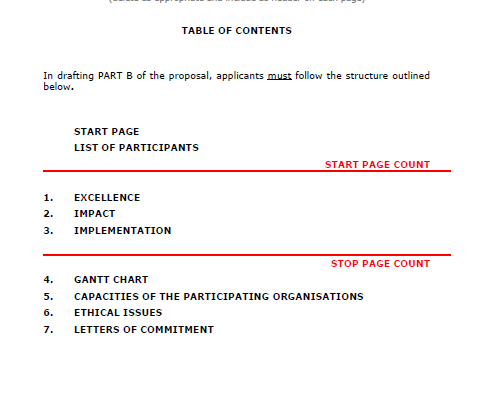 TABLE OF CONTENTS
In drafting PART B of the proposal, applicants must follow the structure outlined
below.
START PAGE
LIST OF PARTICIPANTS
START PAGE COUNT
1. EXCELLENCE
2. IMPACT
3. IMPLEMENTATION
STOP PAGE COUNT
4. GANTT CHART
5. CAPACITIES OF THE PARTICIPATING ORGANISATIONS
6. ETHICAL ISSUES
7. LETTERS OF COMMITMENT